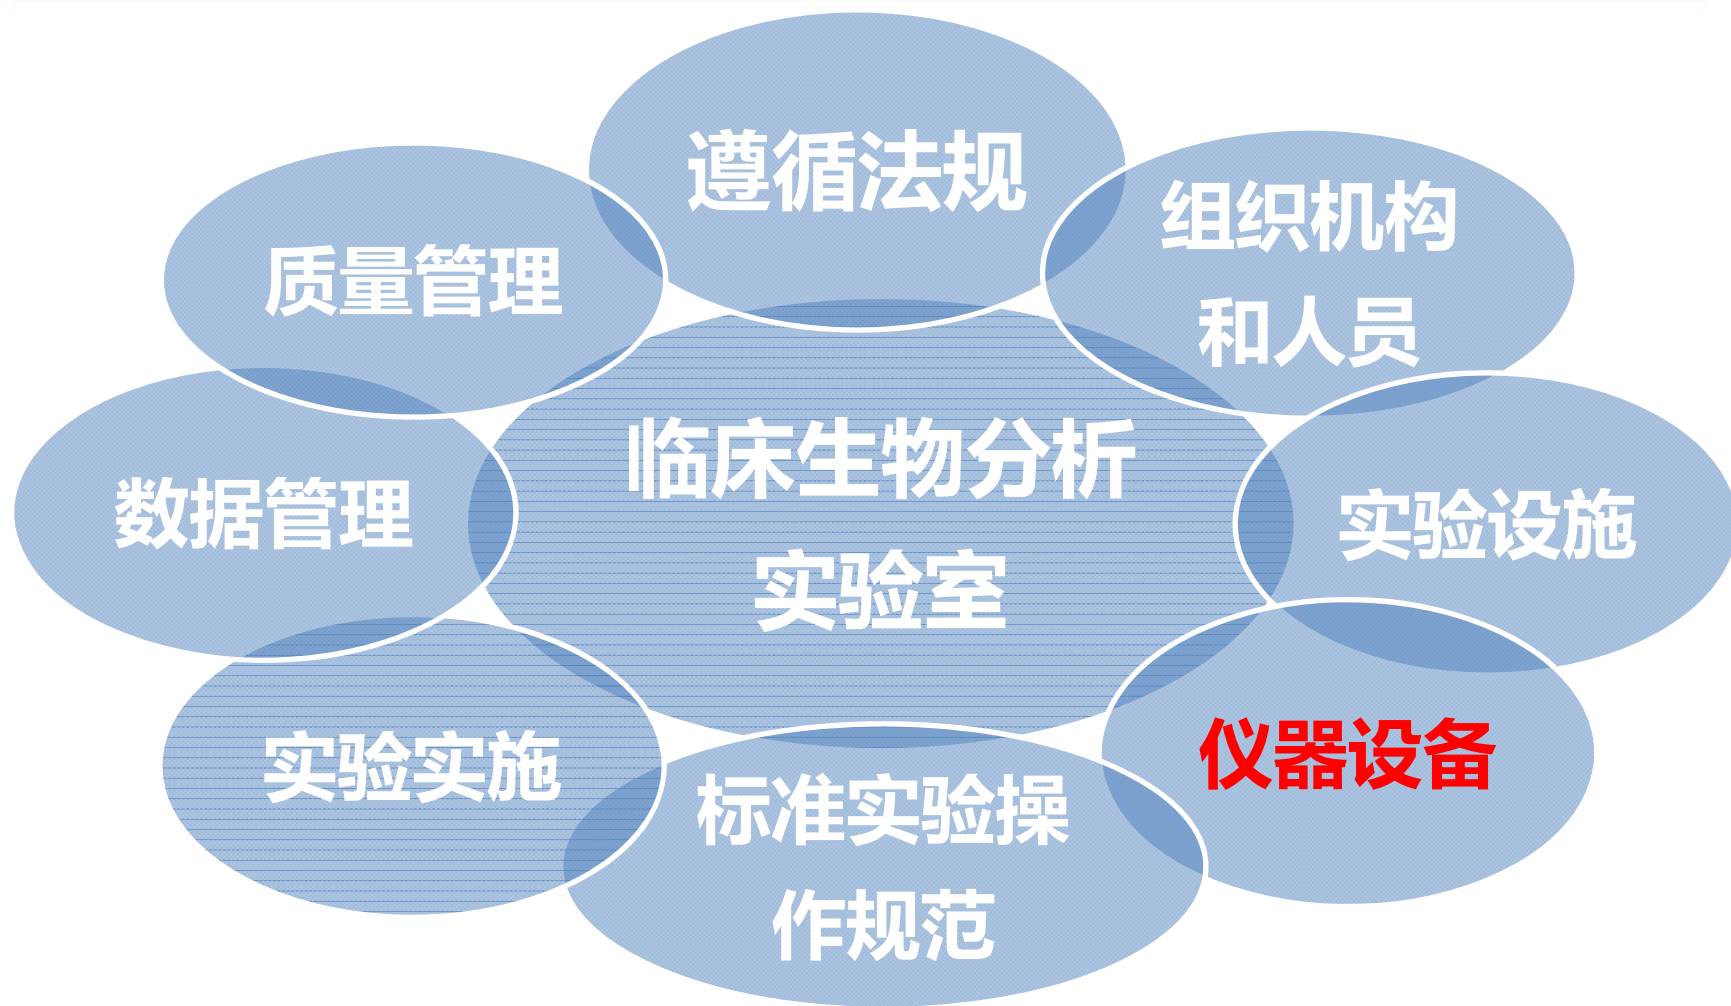 遵循法规
组织机构
和人员
质量管理
临床生物分析
实验室
数据管理
实验设施
仪器设备
实验实施
标准实验操
作规范